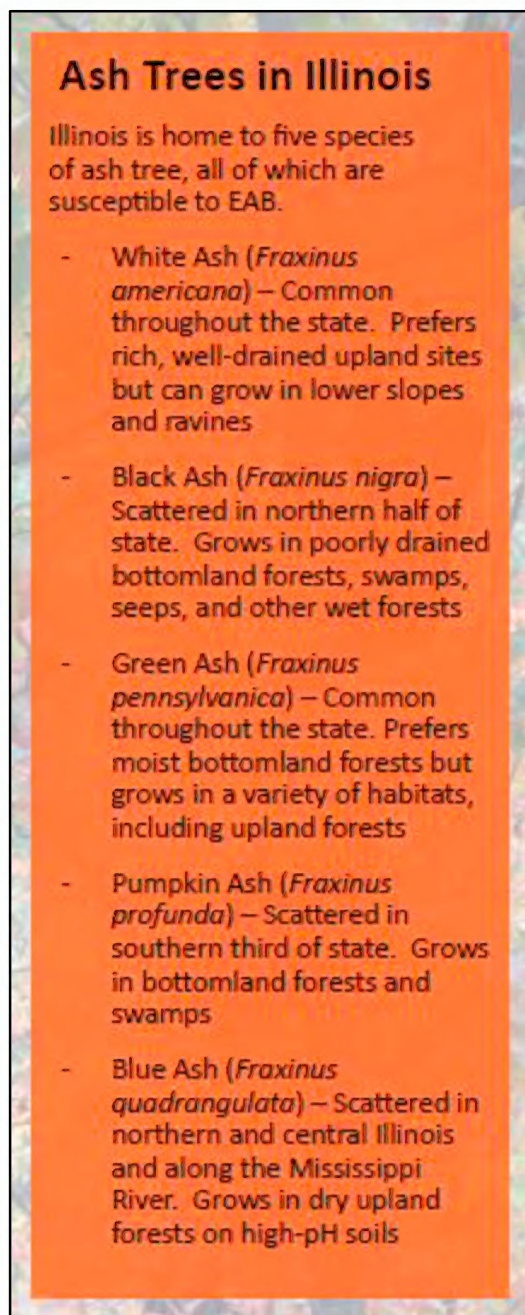 Ash Trees in Illinois
Illinois is home to five species
of ash tree, all of which are
susceptible to EAB.
- White Ash (Fraxinus
americana) – Common
throughout the state.  Prefers
rich, well-drained upland sites
but can grow in lower slopes
and ravines
- Black Ash (Fraxinus nigra) –
Scattered in northern half of
state.  Grows in poorly drained
bottomland forests, swamps,
seeps, and other wet forests
- Green Ash (Fraxinus
pennsylvanica) – Common
throughout the state. Prefers
moist bottomland forests but
grows in a variety of habitats,
including upland forests
- Pumpkin Ash (Fraxinus
profunda) – Scattered in
southern third of state.  Grows
in bottomland forests and
swamps
- Blue Ash (Fraxinus
quadrangulata) – Scattered in
northern and central Illinois
and along the Mississippi
River.  Grows in dry upland
forests on high-pH soils